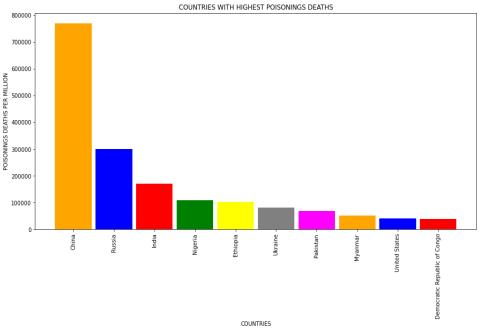 COUNTRIES WITH HIGHEST POISONINGS DEATHS
POISONINGS DEATHS PER MILLION
800000
700000
600000
500000
400000
300000
200000
100000
0
China
Russia
India
Nigeria
Ethiopia
Ukraine
Pakistan
Myanmar
United States
Democratic Republic of Congo
COUNTRIES